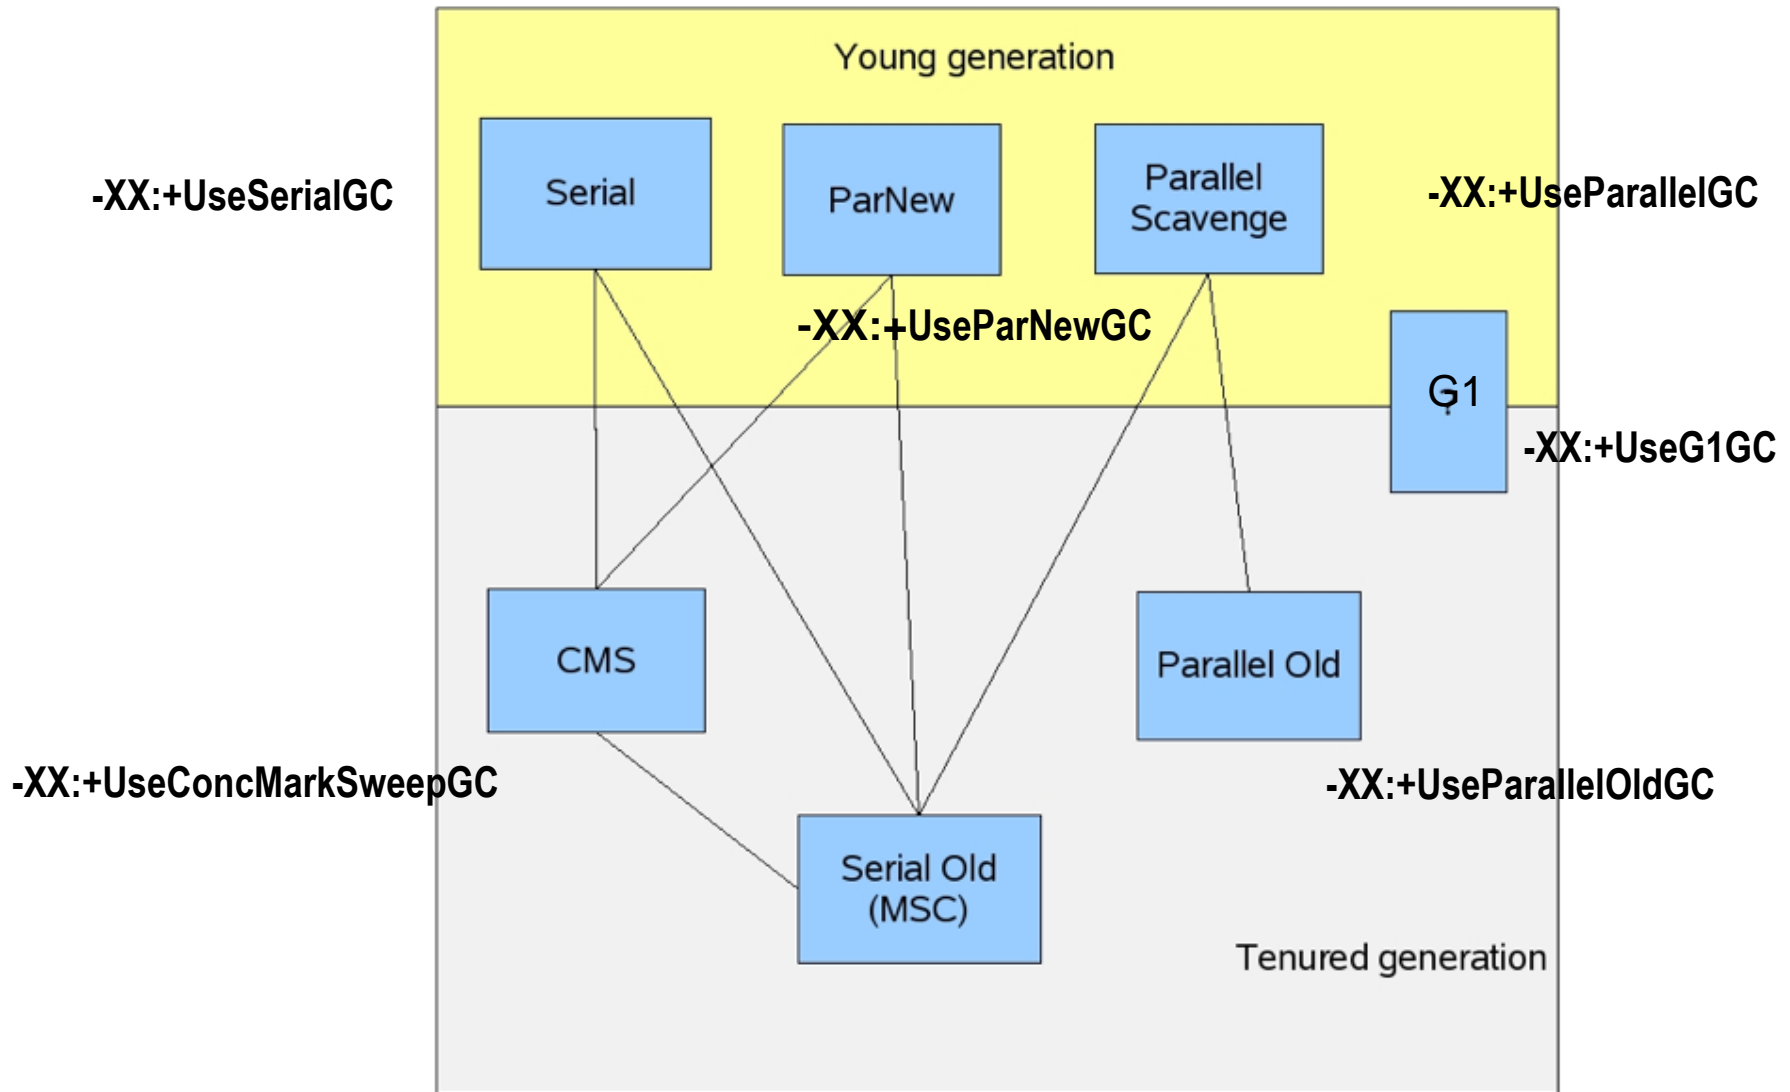 Young generation
Serial
ParNew
Parallel
Scavenge
-XX:+UseSerialGC
-XX:+UseParallelGC
-XX:+UseParNewGC
G1
-XX:+UseG1GC
CMS
Parallel Old
-XX:+UseConcMarkSweepGC
-XX:+UseParallelOldGC
Serial Old
(MSC)
Tenured generation